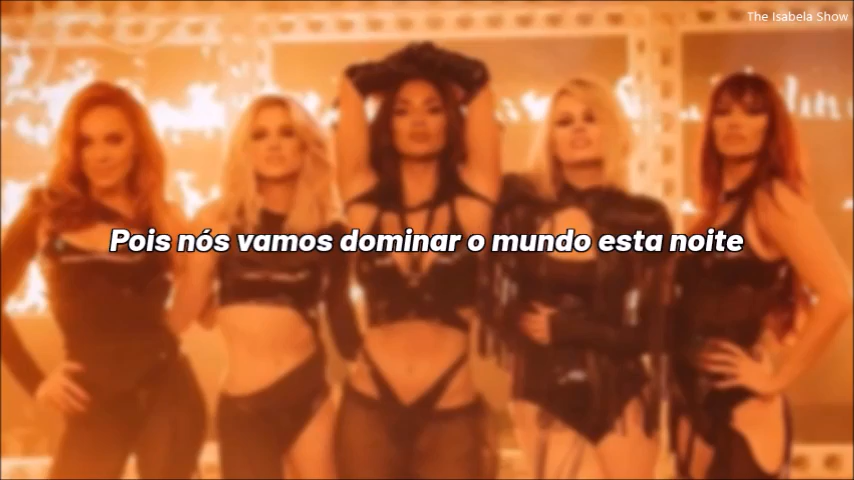 The Isabela Show
Pois nós vamos dominar o mundo esta noite